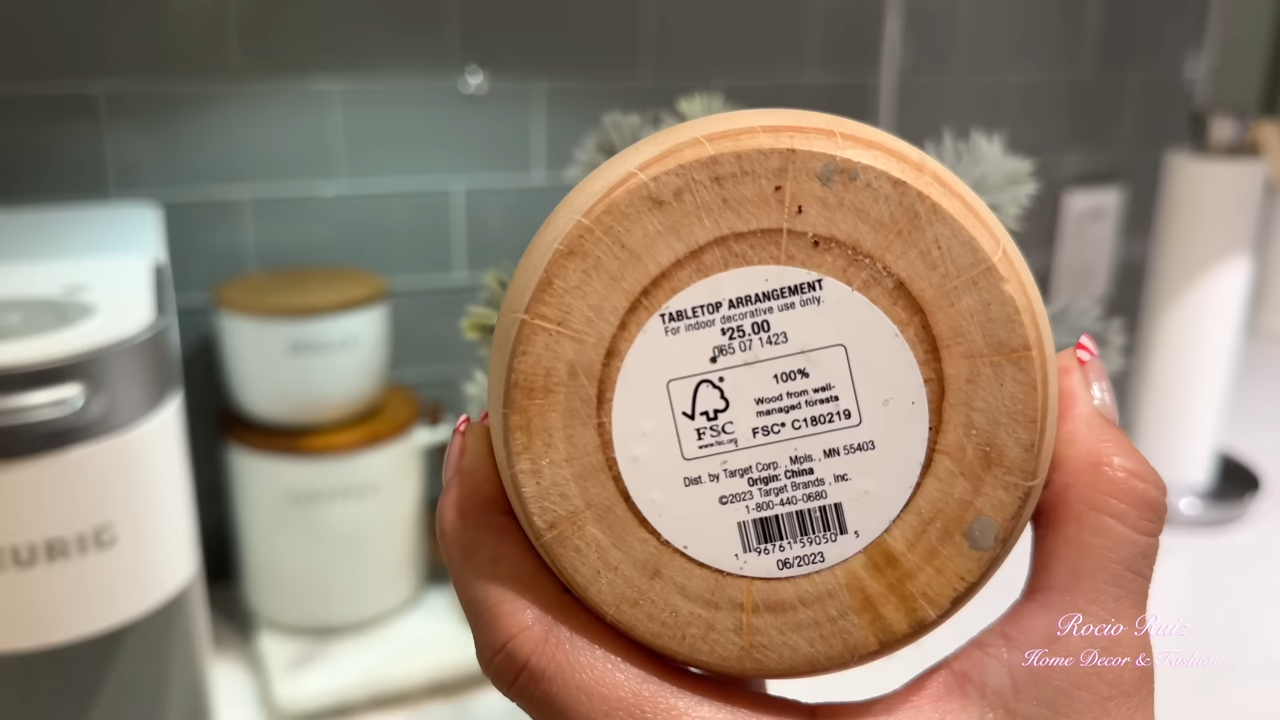 TABLETOP ARRANGEMENT
For indoor decorative use only.
$25.00
065 07 1423
100%
Wood from well-
managed forests
FSC® C180219
FSC
www.fsc.org
Dist. by Target Corp. , Mpls. , MN 55403
Origin: China
©2023 Target Brands , Inc.
1-800-440-0680
1 96761 59050 5
06/2023
EURIG
Rocio Ruiz
Home Decor & Fashion